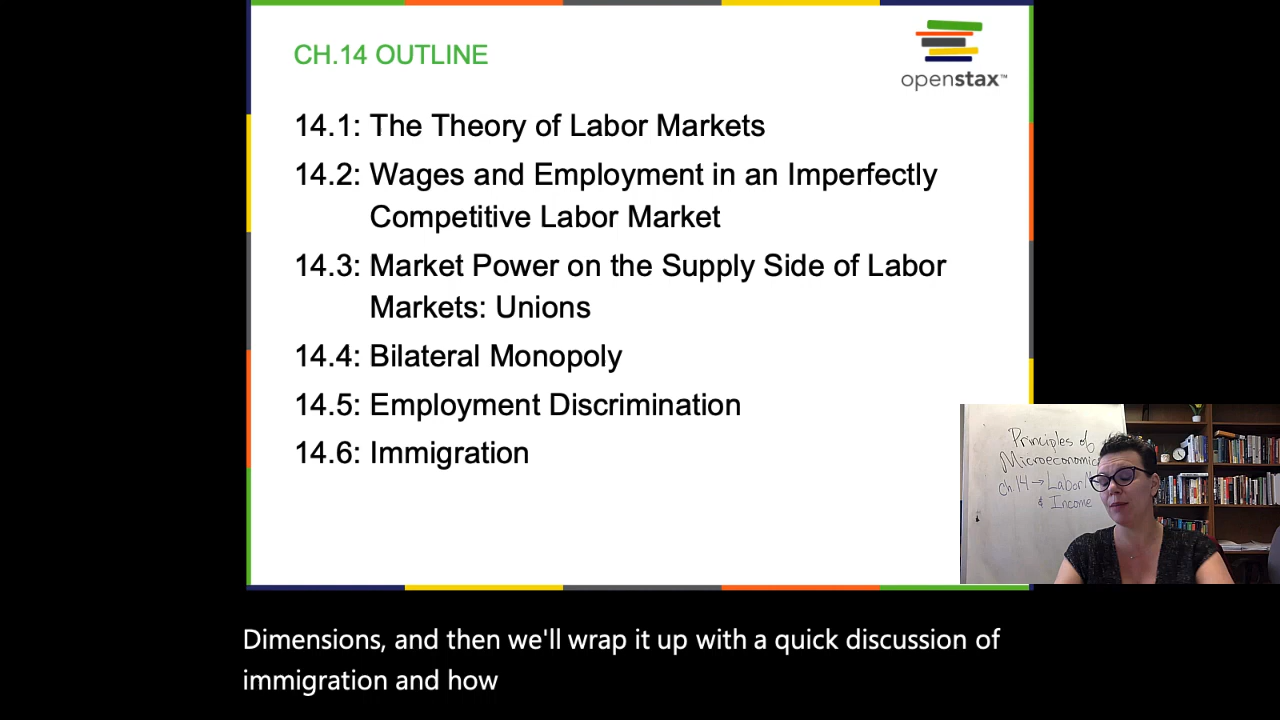 CH.14 OUTLINE
openstax™
14.1: The Theory of Labor Markets
14.2: Wages and Employment in an Imperfectly
Competitive Labor Market
14.3: Market Power on the Supply Side of Labor
Markets: Unions
14.4: Bilateral Monopoly
14.5: Employment Discrimination
14.6: Immigration
Principles of
Microeconomic
Ch.14 → Labor
& Income
Dimensions, and then we'll wrap it up with a quick discussion of
immigration and how